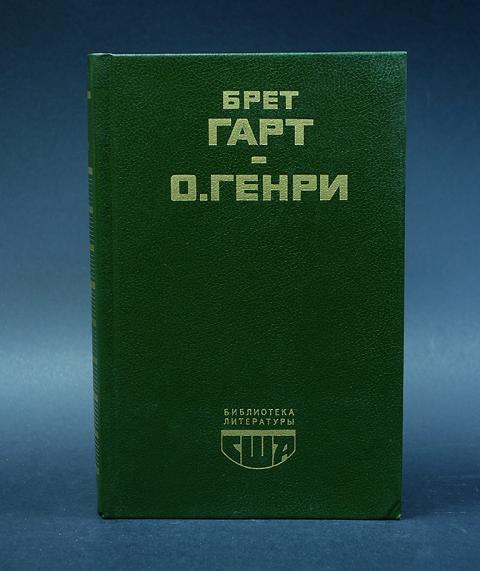 БРЕТ
ГАРТ
-
О.ГЕНРИ
БИБЛИОТЕКА
ЛИТЕРАТУРЫ
США